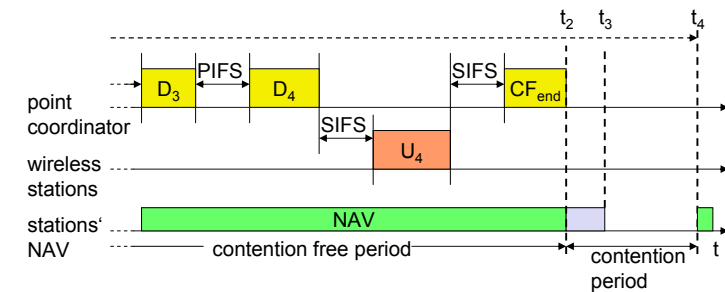 t2 t3 t4
PIFS SIFS
D3 D4 CFend
point
coordinator
SIFS
U4
wireless
stations
stations‘
NAV
NAV
t
contention free period
contention
period